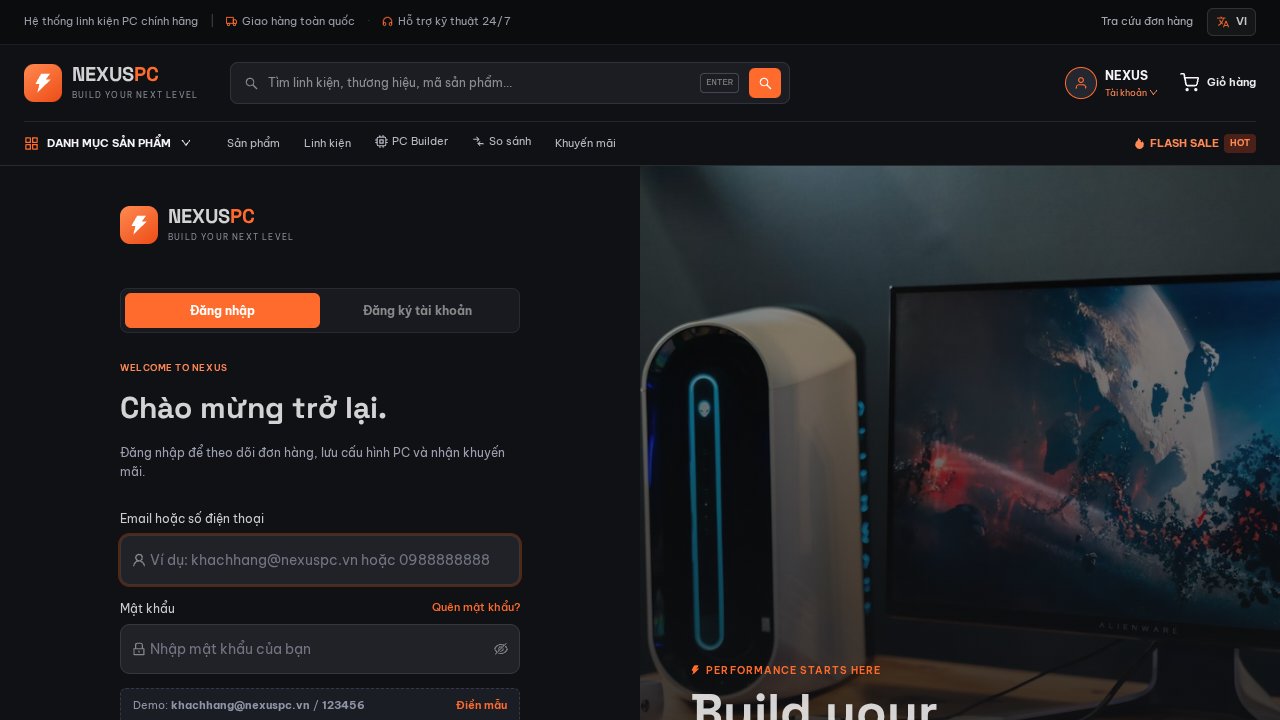 Hệ thống linh kiện PC chính hãng
Giao hàng toàn quốc
Hỗ trợ kỹ thuật 24/7
Tra cứu đơn hàng
VI
NEXUSPC
BUILD YOUR NEXT LEVEL
Tìm linh kiện, thương hiệu, mã sản phẩm...
ENTER
NEXUS
Tài khoản
Giỏ hàng
DANH MỤC SẢN PHẨM
Sản phẩm
Linh kiện
PC Builder
So sánh
Khuyến mãi
FLASH SALE
HOT
NEXUSPC
BUILD YOUR NEXT LEVEL
Đăng nhập
Đăng ký tài khoản
WELCOME TO NEXUS
Chào mừng trở lại.
Đăng nhập để theo dõi đơn hàng, lưu cấu hình PC và nhận khuyến
mãi.
Email hoặc số điện thoại
Ví dụ: khachhang@nexuspc.vn hoặc 0988888888
Mật khẩu
Quên mật khẩu?
Nhập mật khẩu của bạn
Demo: khachhang@nexuspc.vn / 123456
Điền mẫu
ALIENWARE
PERFORMANCE STARTS HERE
Build your